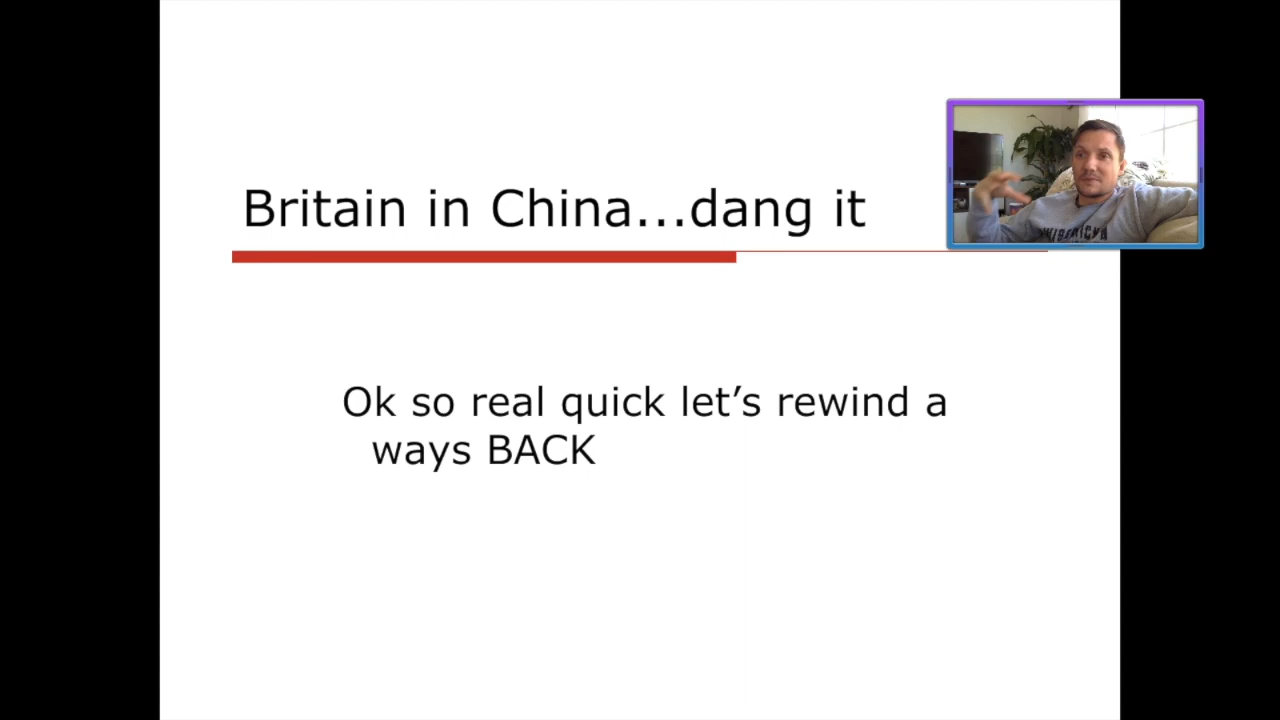 Britain in China...dang it
Ok so real quick let’s rewind a
ways BACK